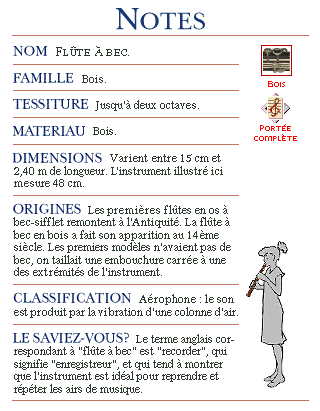 NOTES
NOM FLÛTE À BEC.
Bois
FAMILLE Bois.
TESSITURE Jusqu'à deux octaves.
PORTÉE
COMPLÈTE
MATERIAU Bois.
DIMENSIONS Varient entre 15 cm et
2,40 m de longueur. L'instrument illustré ici
mesure 48 cm.
ORIGINES Les premières flûtes en os à
bec-sifflet remontent à l'Antiquité. La flûte à
bec en bois a fait son apparition au 14ème
siècle. Les premiers modèles n'avaient pas de
bec, on taillait une embouchure carrée à une
des extrémités de l'instrument.
CLASSIFICATION Aérophone : le son
est produit par la vibration d'une colonne d'air.
LE SAVIEZ-VOUS? Le terme anglais cor-
respondant à "flûte à bec" est "recorder", qui
signifie "enregistreur", et qui tend à montrer
que l'instrument est idéal pour reprendre et
répéter les airs de musique.